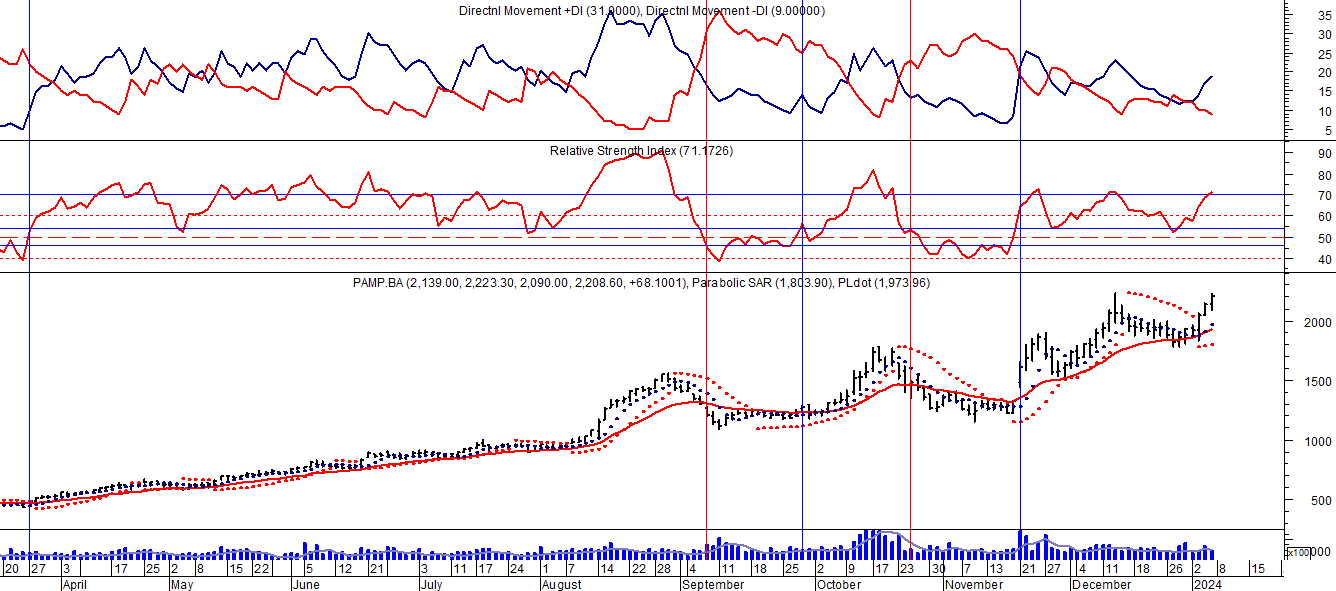 Directnl Movement +DI (31.0000), Directnl Movement -DI (9.00000)
35
30
25
20
15
10
5
Relative Strength Index (71.1726)
90
80
70
60
50
40
PAMP.BA (2,139.00, 2,223.30, 2,090.00, 2,208.60, +68.1001), Parabolic SAR (1,803.90), PLdot (1,973.96)
2000
1500
1000
500
x100
20 27 3 17 25 2 8 15 22 5 12 21 3 11 17 24 1 7 14 22 28 4 11 18 25 2 9 17 23 30 7 13 21 27 4 11 18 26 2 8 15
April May June July August September October November December 2024